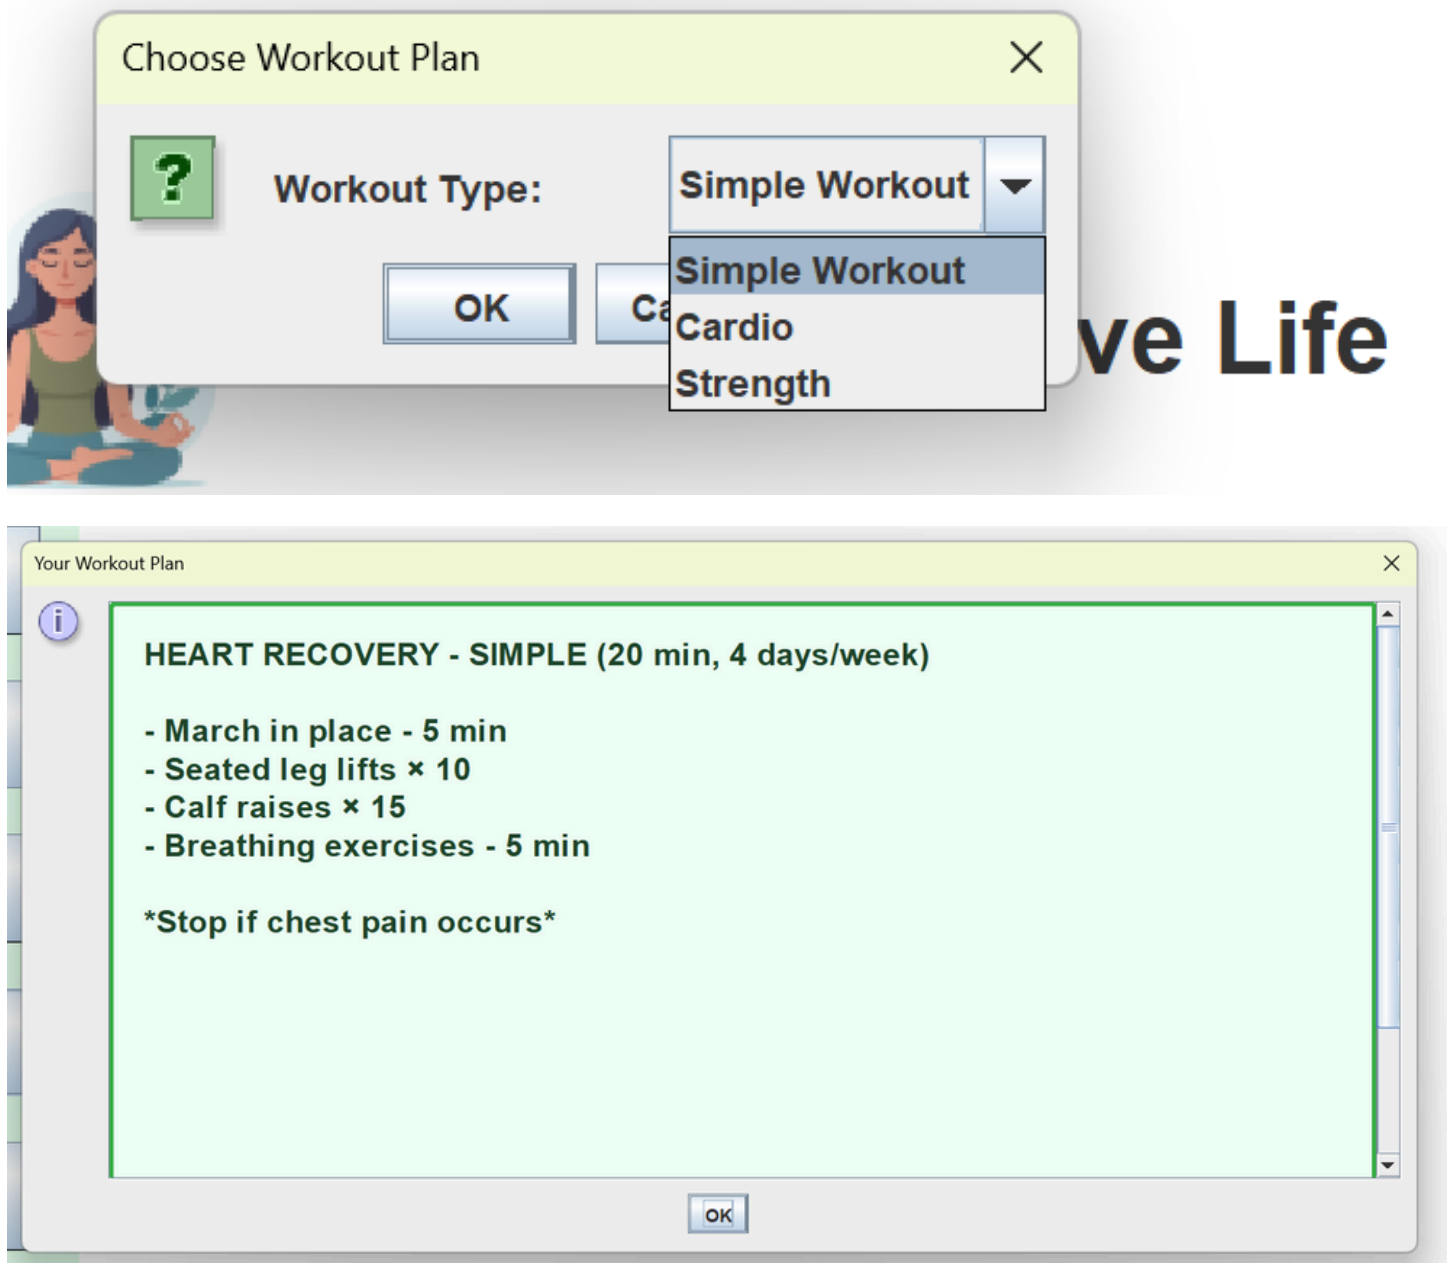 Choose Workout Plan
?
Workout Type:
Simple Workout
Simple Workout
Cardio
Strength
OK
Ca
ve Life
Your Workout Plan
i
HEART RECOVERY - SIMPLE (20 min, 4 days/week)
- March in place - 5 min
- Seated leg lifts × 10
- Calf raises × 15
- Breathing exercises - 5 min
*Stop if chest pain occurs*
OK